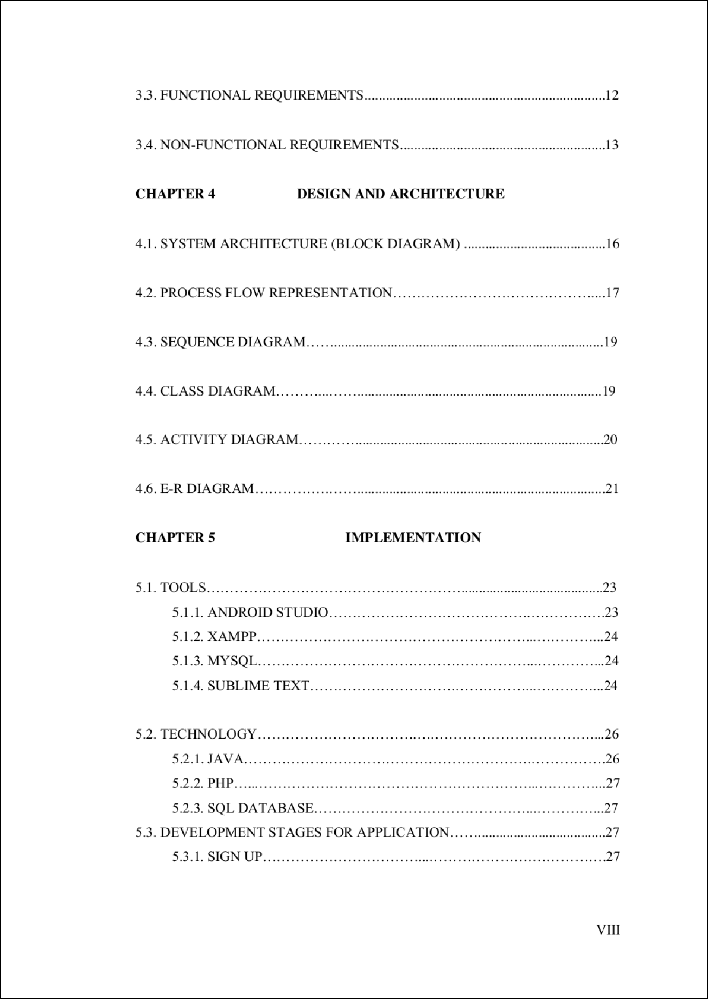 3.3. FUNCTIONAL REQUIREMENTS....................................................................12
3.4. NON-FUNCTIONAL REQUIREMENTS..........................................................13
CHAPTER 4 DESIGN AND ARCHITECTURE
4.1. SYSTEM ARCHITECTURE (BLOCK DIAGRAM) ........................................16
4.2. PROCESS FLOW REPRESENTATION…………………………………….....17
4.3. SEQUENCE DIAGRAM……............................................................................19
4.4. CLASS DIAGRAM………...……......................................................................19
4.5. ACTIVITY DIAGRAM…………......................................................................20
4.6. E-R DIAGRAM…………………......................................................................21
CHAPTER 5 IMPLEMENTATION
5.1. TOOLS………………………………………………........................................23
5.1.1. ANDROID STUDIO…………………………………….…………….23
5.1.2. XAMPP…………………………………………………...…………...24
5.1.3. MYSQL…………………………………………………...…………...24
5.1.4. SUBLIME TEXT………………………………………...…………...24
5.2. TECHNOLOGY…………………………….………………………………...26
5.2.1. JAVA…………………………………………………….…………….26
5.2.2. PHP…...…………………………………………………..…………...27
5.2.3. SQL DATABASE………………………………………...…………...27
5.3. DEVELOPMENT STAGES FOR APPLICATION……....................................27
5.3.1. SIGN UP……………………………...……………………………….27
VIII